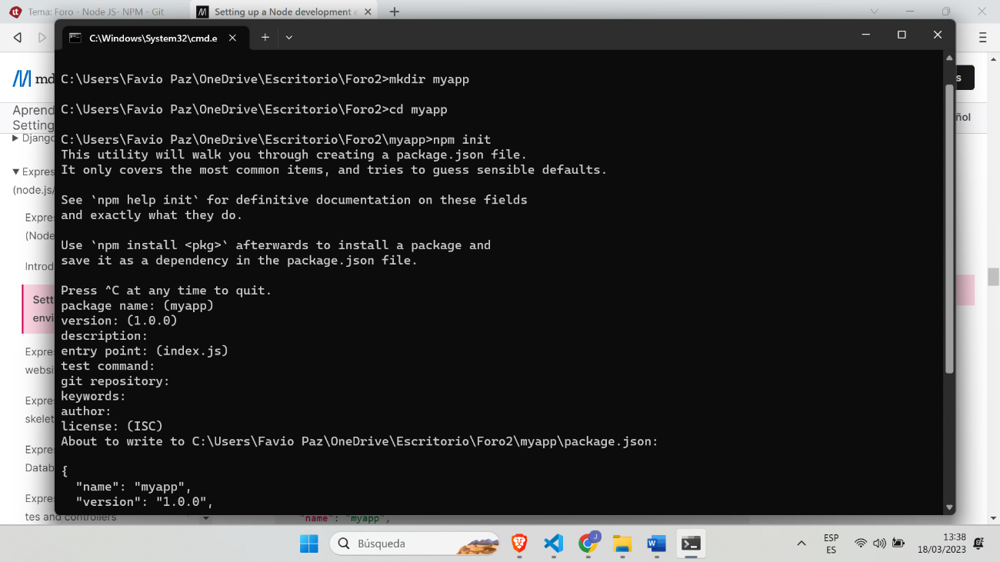 Tema: Foro - Node JS- NPM - Git
Setting up a Node development
C:\Windows\System32\cmd.e
C:\Users\Favio Paz\OneDrive\Escritorio\Foro2>mkdir myapp
C:\Users\Favio Paz\OneDrive\Escritorio\Foro2>cd myapp
C:\Users\Favio Paz\OneDrive\Escritorio\Foro2\myapp>npm init
This utility will walk you through creating a package.json file.
It only covers the most common items, and tries to guess sensible defaults.
See `npm help init` for definitive documentation on these fields
and exactly what they do.
Use `npm install <pkg>` afterwards to install a package and
save it as a dependency in the package.json file.
Press ^C at any time to quit.
package name: (myapp)
version: (1.0.0)
description:
entry point: (index.js)
test command:
git repository:
keywords:
author:
license: (ISC)
About to write to C:\Users\Favio Paz\OneDrive\Escritorio\Foro2\myapp\package.json:
{
"name": "myapp",
"version": "1.0.0",
md
Aprend
Setting
Django
Expres
(node.js/
Expre
(Node
Introd
Sett
envi
Expre
websi
Expre
skelet
Expre
Datab
Expre
tes and controllers
s
ñol
"name": "myapp",
Búsqueda
J
ESP
ES
13:38
18/03/2023